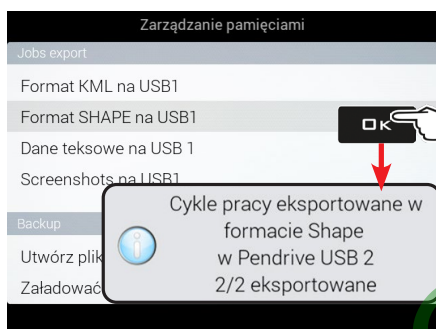 Zarządzanie pamięciami
Jobs export
Format KML na USB1
Format SHAPE na USB1
OK
Dane teksowe na USB 1
Screenshots na USB1
Cykle pracy eksportowane w
formacie Shape
w Pendrive USB 2
2/2 eksportowane
Backup
Utwórz plik
Załadować